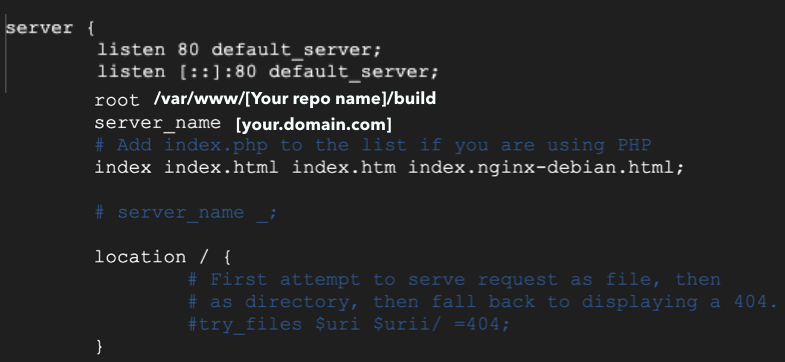 server {
listen 80 default_server;
listen [::]:80 default_server;
root /var/www/[Your repo name]/build
server_name [your.domain.com]
# Add index.php to the list if you are using PHP
index index.html index.htm index.nginx-debian.html;
# server_name _;
location / {
# First attempt to serve request as file, then
# as directory, then fall back to displaying a 404.
#try_files $uri $urii/ =404;
}